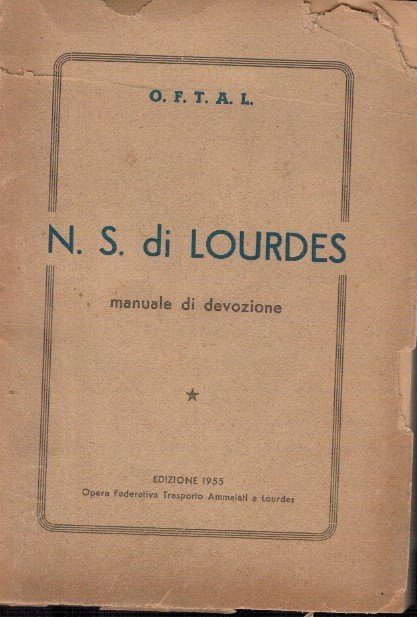 O. F. T. A. L.
N. S. di LOURDES
manuale di devozione
EDIZIONE 1955
Opera Federativa Trasporto Ammalati a Lourdes